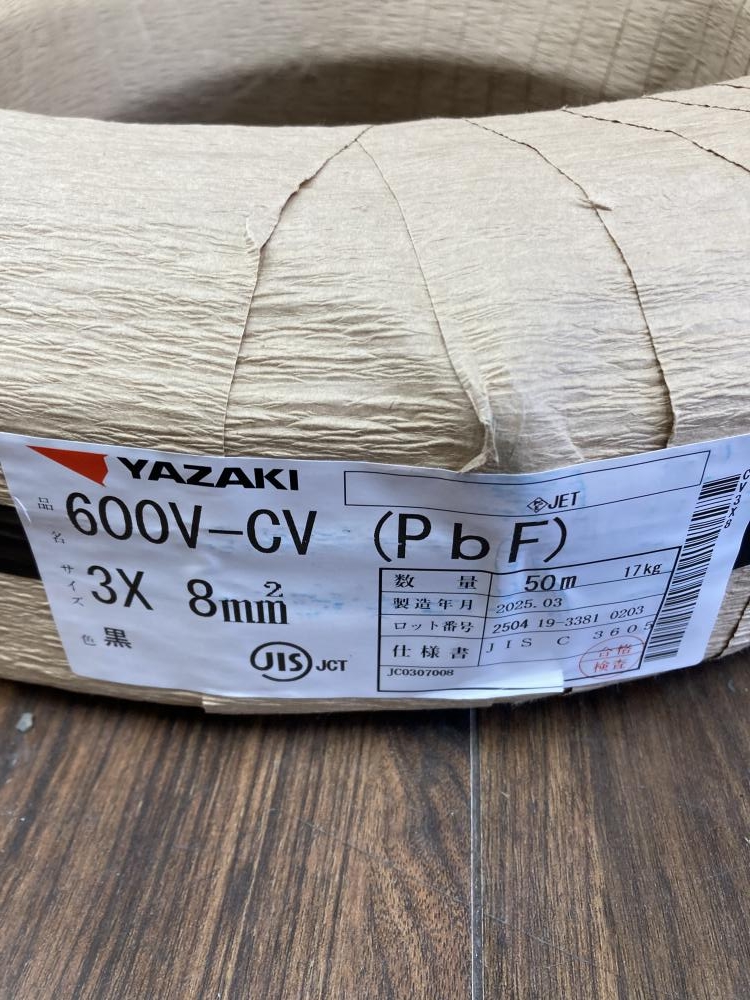 YAZAKI
JET
品名 600V-CV (PbF)
サイズ 3X 8mm²
色 黒
JIS JCT
数量 50m 17kg
製造年月 2025.03
ロット番号 2504 19-3381 0203
仕様書 JIS C 3605
JC0307008
合格
検査
CV3X8